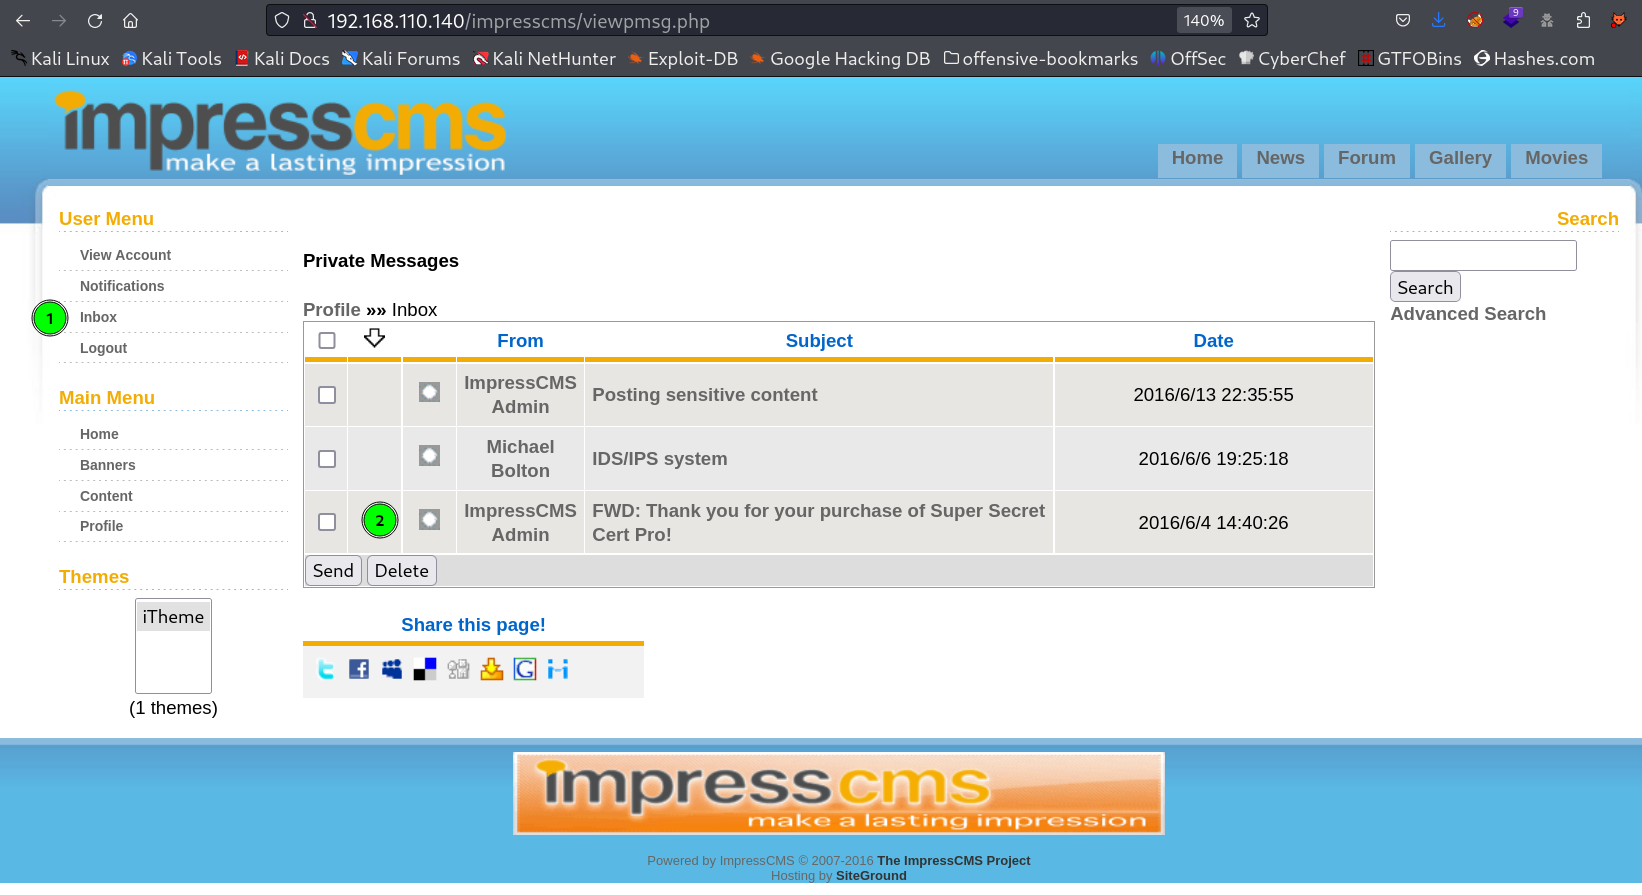 192.168.110.140/impresscms/viewpmsg.php
140%
9
Kali Linux
Kali Tools
Kali Docs
Kali Forums
Kali NetHunter
Exploit-DB
Google Hacking DB
offensive-bookmarks
OffSec
CyberChef
GTFOBins
Hashes.com
impresscms
make a lasting impression
Home
News
Forum
Gallery
Movies
User Menu
View Account
Notifications
1
Inbox
Logout
Main Menu
Home
Banners
Content
Profile
Themes
iTheme
(1 themes)
Private Messages
Profile »» Inbox
From
Subject
Date
ImpressCMS
Admin
Posting sensitive content
2016/6/13 22:35:55
Michael
Bolton
IDS/IPS system
2016/6/6 19:25:18
2
ImpressCMS
Admin
FWD: Thank you for your purchase of Super Secret
Cert Pro!
2016/6/4 14:40:26
Send
Delete
Share this page!
Search
Search
Advanced Search
impresscms
make a lasting impression
Powered by ImpressCMS © 2007-2016 The ImpressCMS Project
Hosting by SiteGround